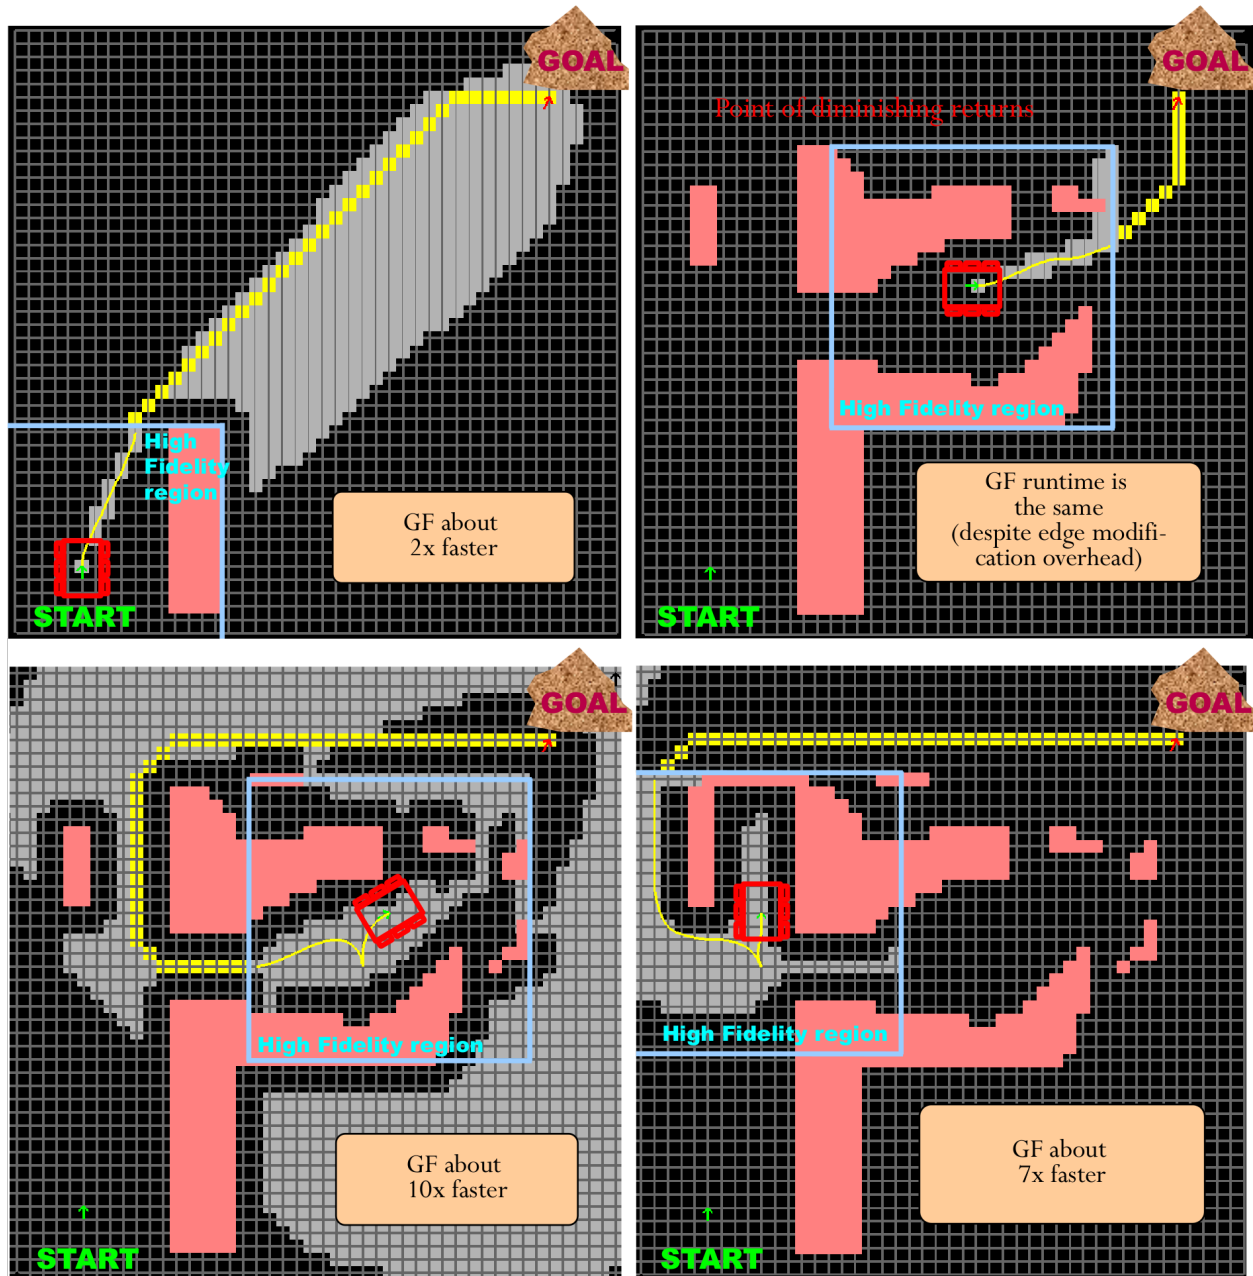 GOAL
High
Fidelity
region
GF about
2x faster
START
GOAL
Point of diminishing returns
High Fidelity region
GF runtime is
the same
(despite edge modifi-
cation overhead)
START
GOAL
High Fidelity region
GF about
10x faster
START
GOAL
High Fidelity region
GF about
7x faster
START